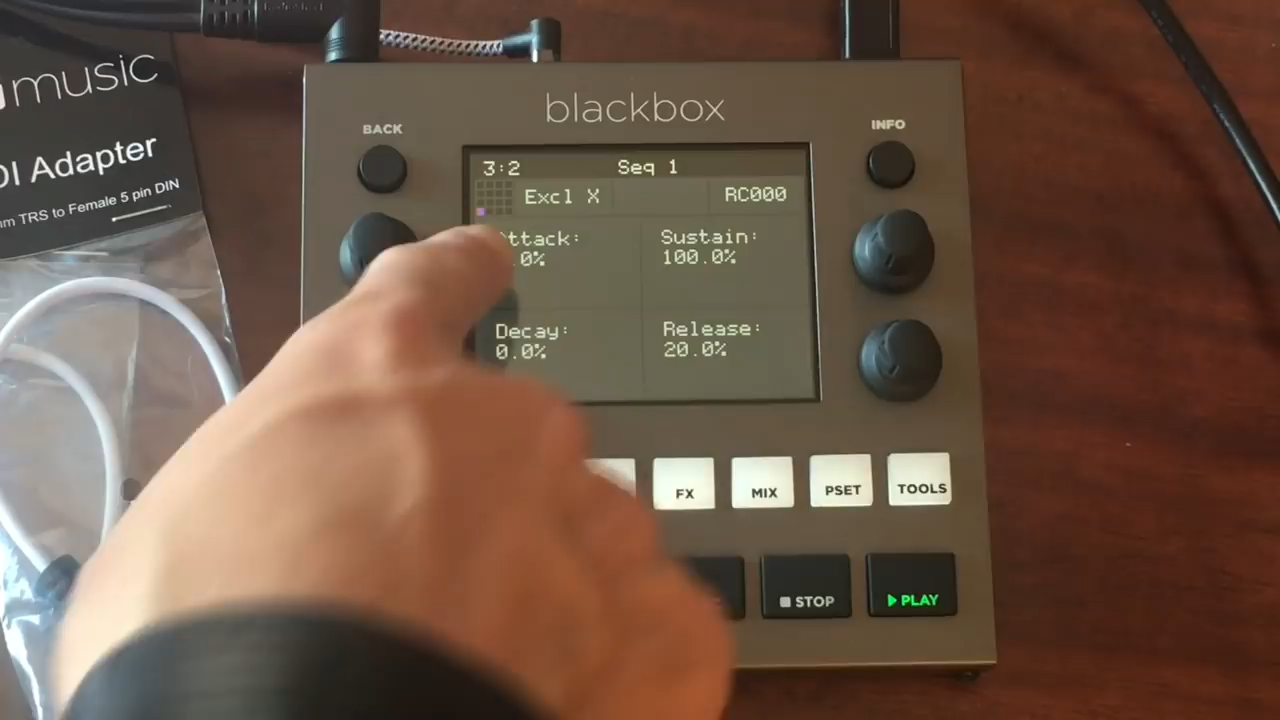 music
DI Adapter
m TRS to Female 5 pin DIN
blackbox
BACK
INFO
3:2 Seq 1
Excl X RC000
ttack: Sustain:
.0% 100.0%
Decay: Release:
0.0% 20.0%
FX MIX PSET TOOLS
STOP PLAY